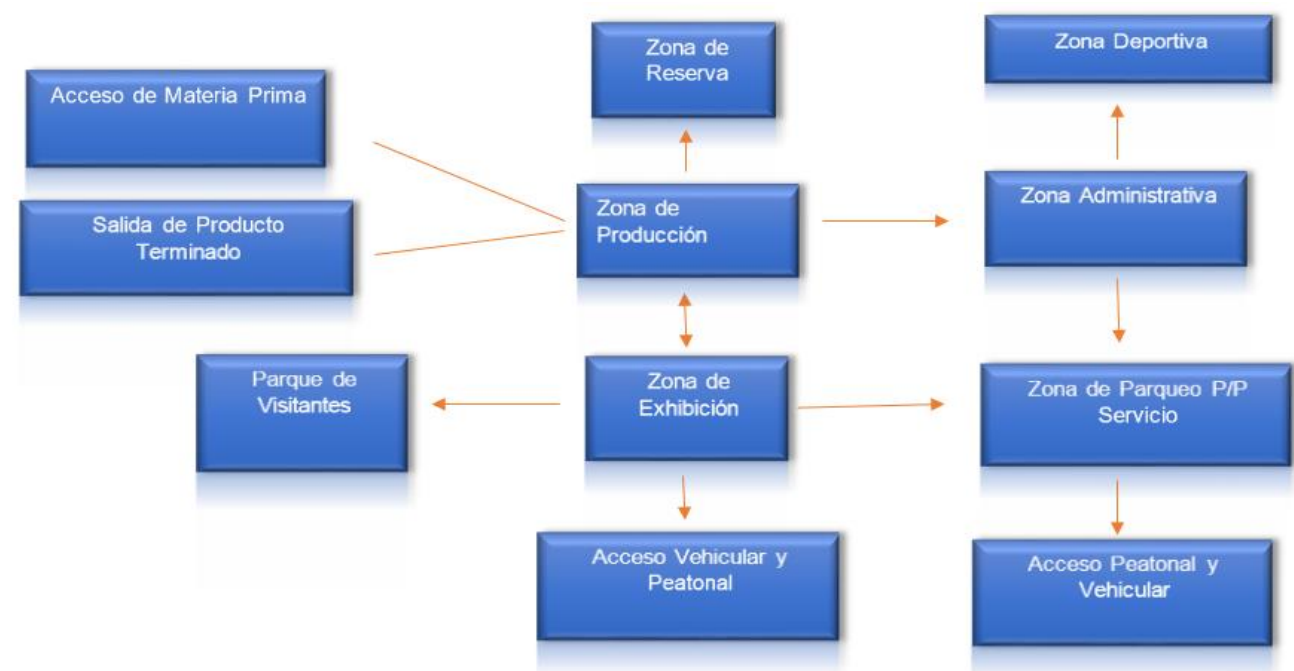 Zona de
Reserva
Zona Deportiva
Acceso de Materia Prima
Zona de
Producción
Zona Administrativa
Salida de Producto
Terminado
Parque de
Visitantes
Zona de
Exhibición
Zona de Parqueo P/P
Servicio
Acceso Vehicular y
Peatonal
Acceso Peatonal y
Vehicular